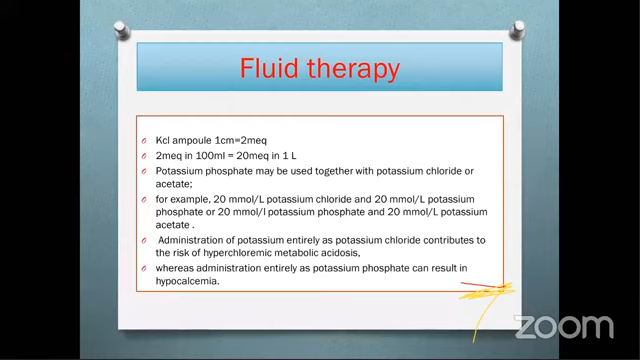 Fluid therapy
Kcl ampoule 1cm=2meq
2meq in 100ml = 20meq in 1 L
Potassium phosphate may be used together with potassium chloride or
acetate;
for example, 20 mmol/L potassium chloride and 20 mmol/L potassium
phosphate or 20 mmol/l potassium phosphate and 20 mmol/L potassium
acetate .
Administration of potassium entirely as potassium chloride contributes to
the risk of hyperchloremic metabolic acidosis,
whereas administration entirely as potassium phosphate can result in
hypocalcemia.
zoom